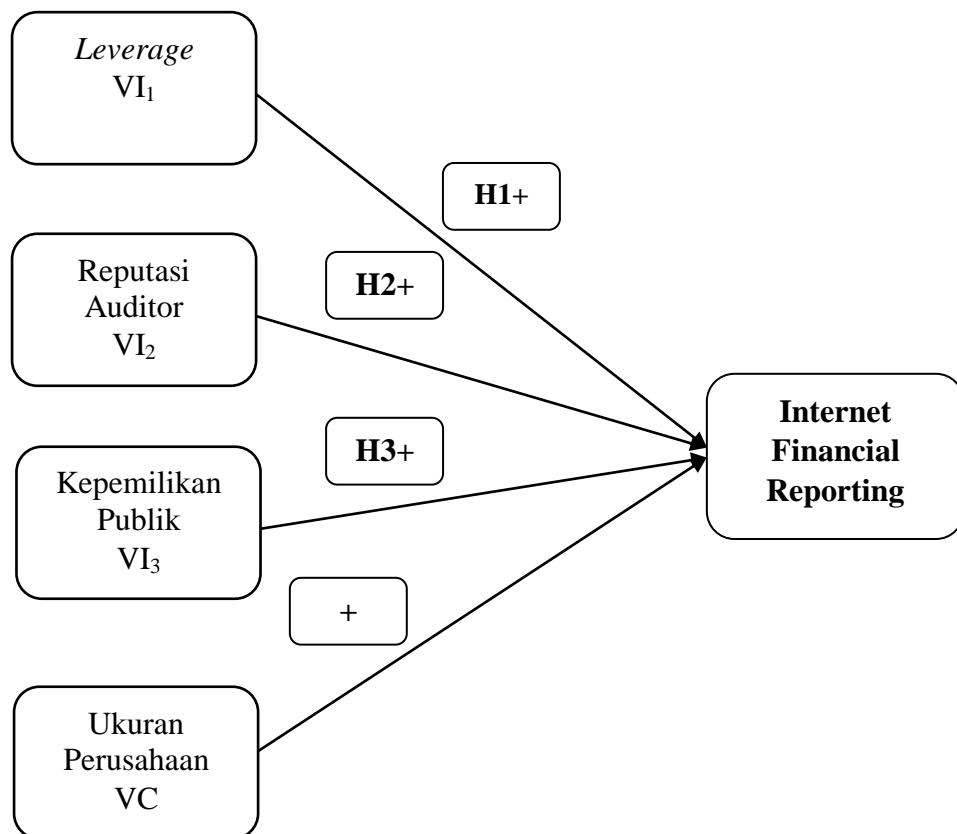 Leverage
VI₁
H1+
Reputasi
Auditor
VI₂
H2+
Kepemilikan
Publik
VI₃
H3+
Internet
Financial
Reporting
+
Ukuran
Perusahaan
VC